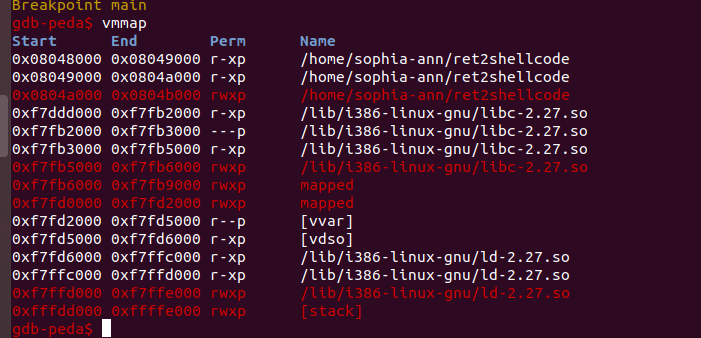 Breakpoint main
gdb-peda$ vmmap
Start End Perm Name
0x08048000 0x08049000 r-xp /home/sophia-ann/ret2shellcode
0x08049000 0x0804a000 r-xp /home/sophia-ann/ret2shellcode
0x0804a000 0x0804b000 rwxp /home/sophia-ann/ret2shellcode
0xf7ddd000 0xf7fb2000 r-xp /lib/i386-linux-gnu/libc-2.27.so
0xf7fb2000 0xf7fb3000 ---p /lib/i386-linux-gnu/libc-2.27.so
0xf7fb3000 0xf7fb5000 r-xp /lib/i386-linux-gnu/libc-2.27.so
0xf7fb5000 0xf7fb6000 rwxp /lib/i386-linux-gnu/libc-2.27.so
0xf7fb6000 0xf7fb9000 rwxp mapped
0xf7fd0000 0xf7fd2000 rwxp mapped
0xf7fd2000 0xf7fd5000 r--p [vvar]
0xf7fd5000 0xf7fd6000 r-xp [vdso]
0xf7fd6000 0xf7ffc000 r-xp /lib/i386-linux-gnu/ld-2.27.so
0xf7ffc000 0xf7ffd000 r-xp /lib/i386-linux-gnu/ld-2.27.so
0xf7ffd000 0xf7ffe000 rwxp /lib/i386-linux-gnu/ld-2.27.so
0xfffdd000 0xffffe000 rwxp [stack]
gdb-peda$